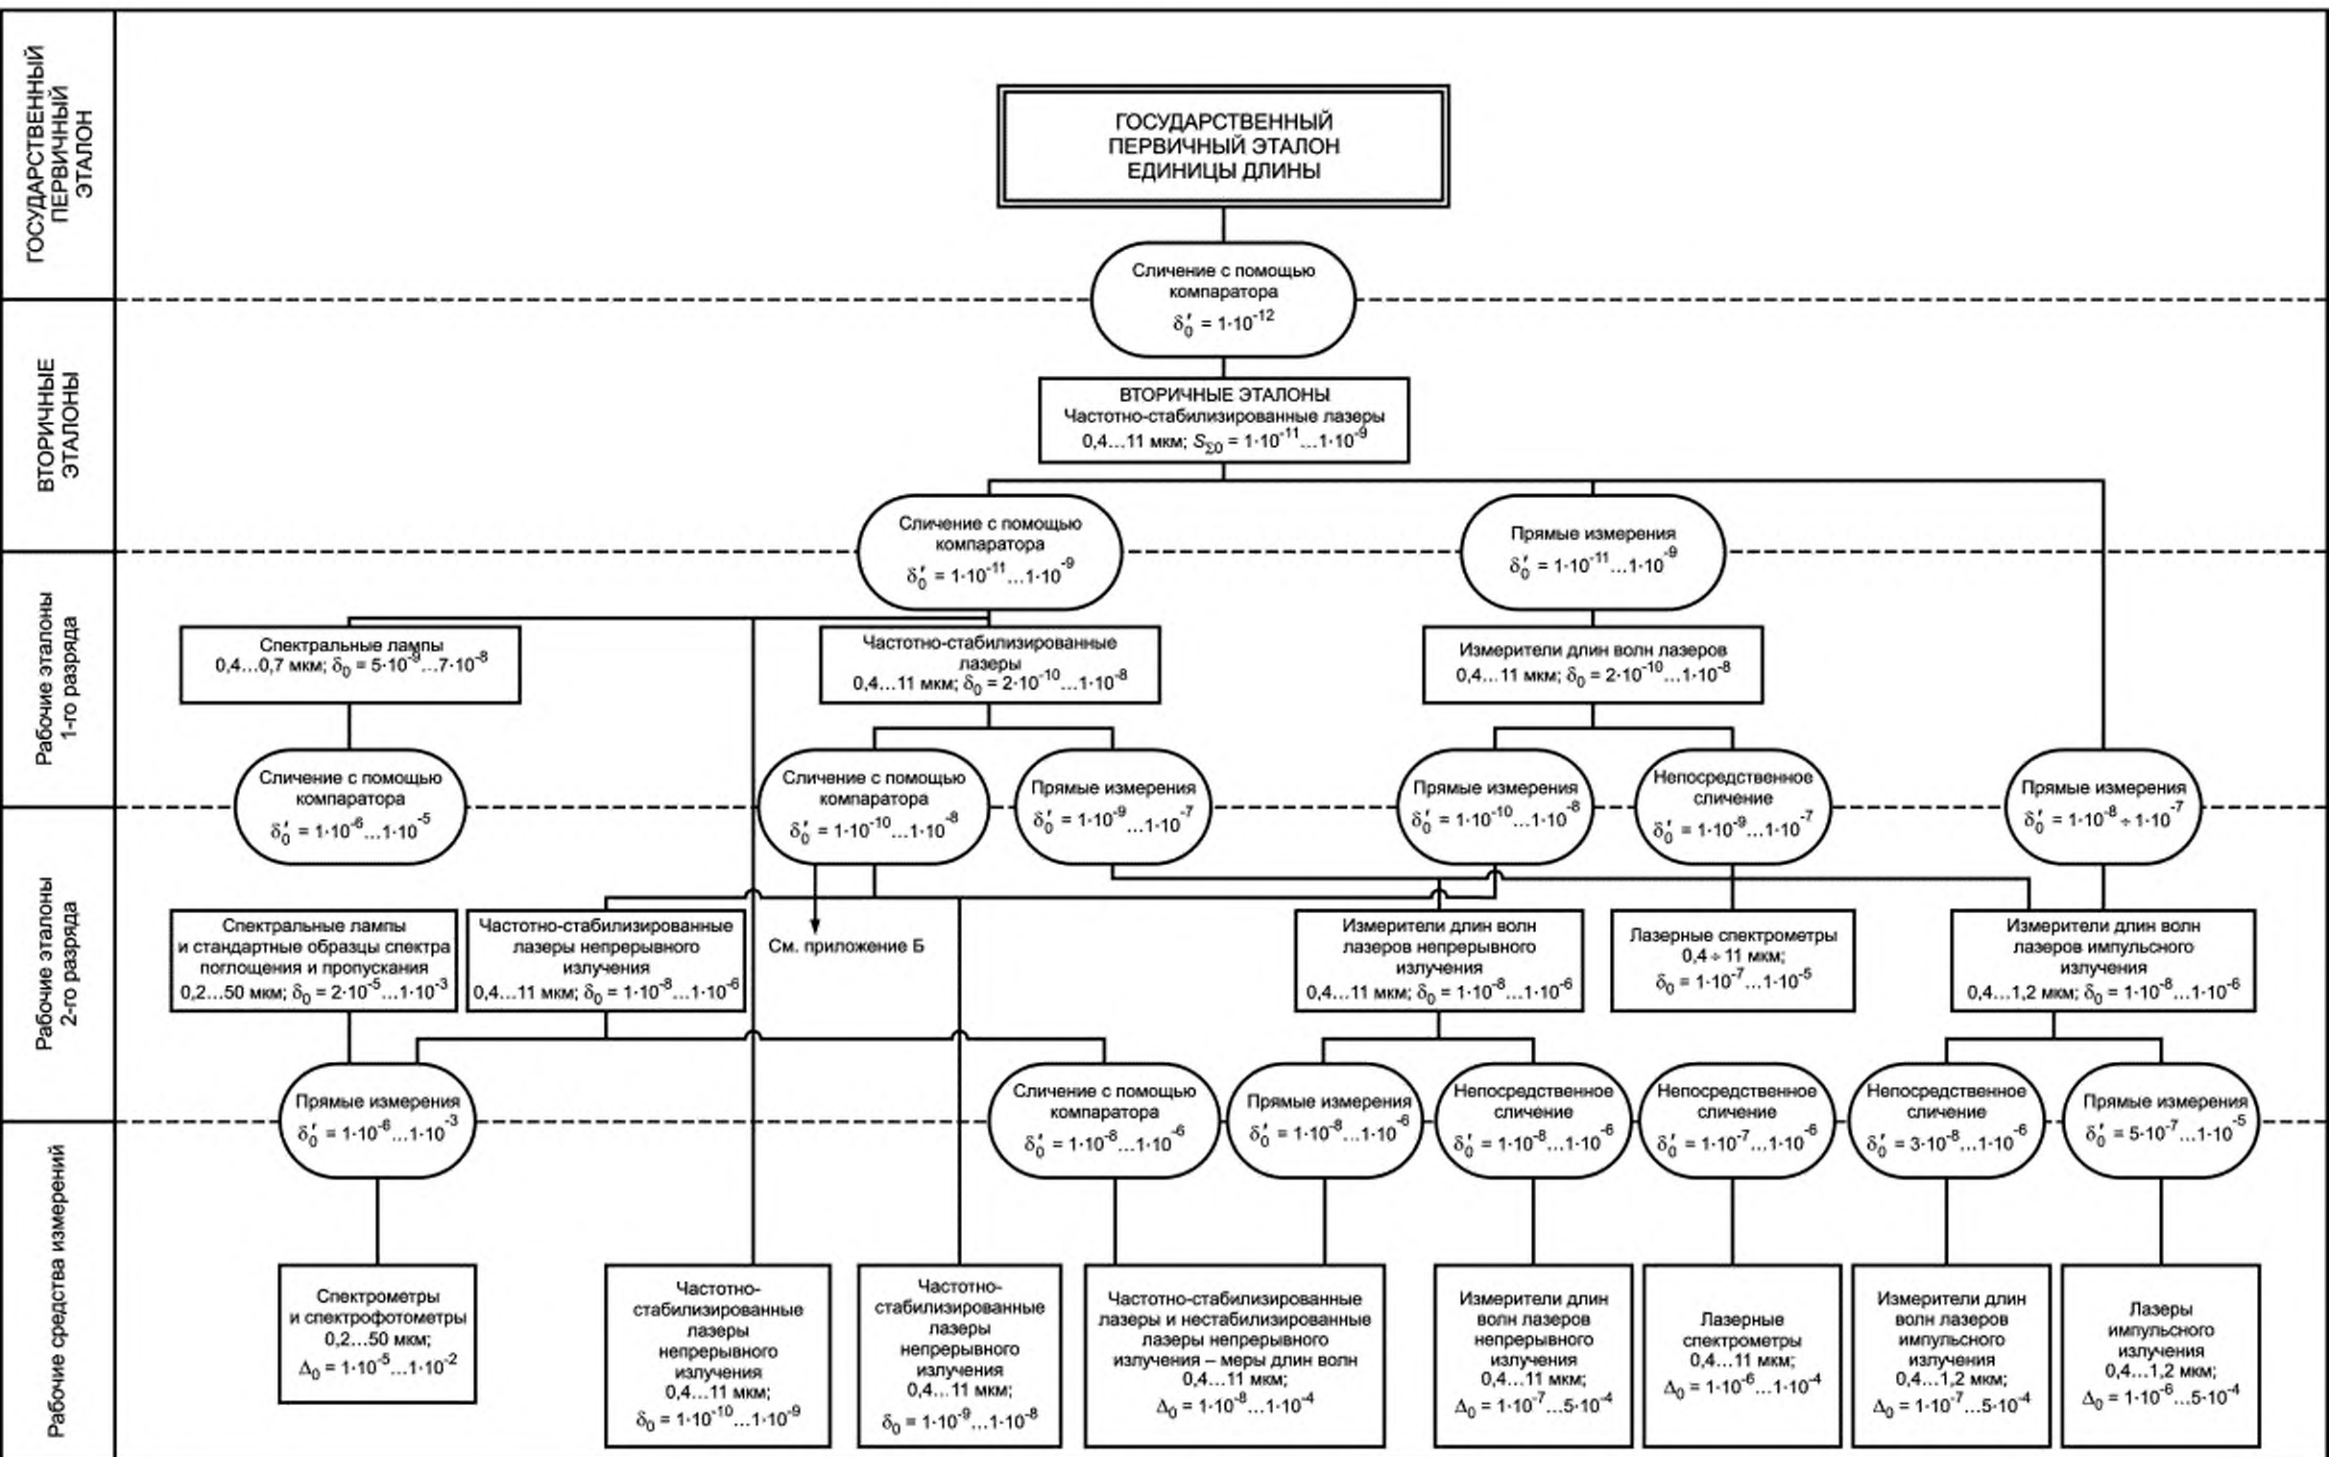 ГОСУДАРСТВЕННЫЙ
ПЕРВИЧНЫЙ
ЭТАЛОН
ГОСУДАРСТВЕННЫЙ
ПЕРВИЧНЫЙ ЭТАЛОН
ЕДИНИЦЫ ДЛИНЫ
Сличение с помощью
компаратора
δ₀′ = 1·10⁻¹²
ВТОРИЧНЫЕ
ЭТАЛОНЫ
ВТОРИЧНЫЕ ЭТАЛОНЫ
Частотно-стабилизированные лазеры
0,4...11 мкм; S_Σ0 = 1·10⁻¹¹...1·10⁻⁹
Сличение с помощью
компаратора
δ₀′ = 1·10⁻¹¹...1·10⁻⁹
Прямые измерения
δ₀′ = 1·10⁻¹¹...1·10⁻⁹
Рабочие эталоны
1-го разряда
Спектральные лампы
0,4...0,7 мкм; δ₀ = 5·10⁻⁹...7·10⁻⁸
Частотно-стабилизированные
лазеры
0,4...11 мкм; δ₀ = 2·10⁻¹⁰...1·10⁻⁸
Измерители длин волн лазеров
0,4...11 мкм; δ₀ = 2·10⁻¹⁰...1·10⁻⁸
Сличение с помощью
компаратора
δ₀′ = 1·10⁻⁶...1·10⁻⁵
Сличение с помощью
компаратора
δ₀′ = 1·10⁻¹⁰...1·10⁻⁸
Прямые измерения
δ₀′ = 1·10⁻⁹...1·10⁻⁷
Прямые измерения
δ₀′ = 1·10⁻¹⁰...1·10⁻⁸
Непосредственное
сличение
δ₀′ = 1·10⁻⁹...1·10⁻⁷
Прямые измерения
δ₀′ = 1·10⁻⁸ ÷ 1·10⁻⁷
Рабочие эталоны
2-го разряда
Спектральные лампы
и стандартные образцы спектра
поглощения и пропускания
0,2...50 мкм; δ₀ = 2·10⁻⁵...1·10⁻³
Частотно-стабилизированные
лазеры непрерывного
излучения
0,4...11 мкм; δ₀ = 1·10⁻⁸...1·10⁻⁶
См. приложение Б
Измерители длин волн
лазеров непрерывного
излучения
0,4...11 мкм; δ₀ = 1·10⁻⁸...1·10⁻⁶
Лазерные спектрометры
0,4 ÷ 11 мкм;
δ₀ = 1·10⁻⁷...1·10⁻⁵
Измерители длин волн
лазеров импульсного
излучения
0,4...1,2 мкм; δ₀ = 1·10⁻⁸...1·10⁻⁶
Прямые измерения
δ₀′ = 1·10⁻⁶...1·10⁻³
Сличение с помощью
компаратора
δ₀′ = 1·10⁻⁸...1·10⁻⁶
Прямые измерения
δ₀′ = 1·10⁻⁸...1·10⁻⁶
Непосредственное
сличение
δ₀′ = 1·10⁻⁸...1·10⁻⁶
Непосредственное
сличение
δ₀′ = 1·10⁻⁷...1·10⁻⁶
Непосредственное
сличение
δ₀′ = 3·10⁻⁸...1·10⁻⁶
Прямые измерения
δ₀′ = 5·10⁻⁷...1·10⁻⁵
Рабочие средства измерений
Спектрометры
и спектрофотометры
0,2...50 мкм;
Δ₀ = 1·10⁻⁵...1·10⁻²
Частотно-
стабилизированные
лазеры
непрерывного
излучения
0,4...11 мкм;
δ₀ = 1·10⁻¹⁰...1·10⁻⁹
Частотно-
стабилизированные
лазеры
непрерывного
излучения
0,4...11 мкм;
δ₀ = 1·10⁻⁹...1·10⁻⁸
Частотно-стабилизированные
лазеры и нестабилизированные
лазеры непрерывного
излучения – меры длин волн
0,4...11 мкм;
Δ₀ = 1·10⁻⁸...1·10⁻⁴
Измерители длин
волн лазеров
непрерывного
излучения
0,4...11 мкм;
Δ₀ = 1·10⁻⁷...5·10⁻⁴
Лазерные
спектрометры
0,4...11 мкм;
Δ₀ = 1·10⁻⁶...1·10⁻⁴
Измерители длин
волн лазеров
импульсного
излучения
0,4...1,2 мкм;
Δ₀ = 1·10⁻⁷...5·10⁻⁴
Лазеры
импульсного
излучения
0,4...1,2 мкм;
Δ₀ = 1·10⁻⁶...5·10⁻⁴